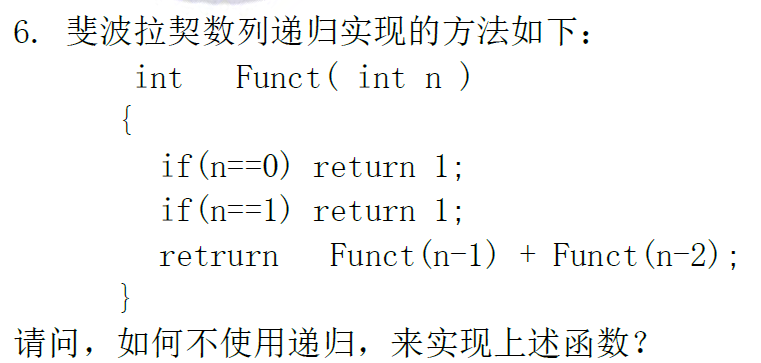 6. 斐波拉契数列递归实现的方法如下：
int Funct( int n )
{
if(n==0) return 1;
if(n==1) return 1;
retrurn Funct(n-1) + Funct(n-2);
}
请问，如何不使用递归，来实现上述函数？